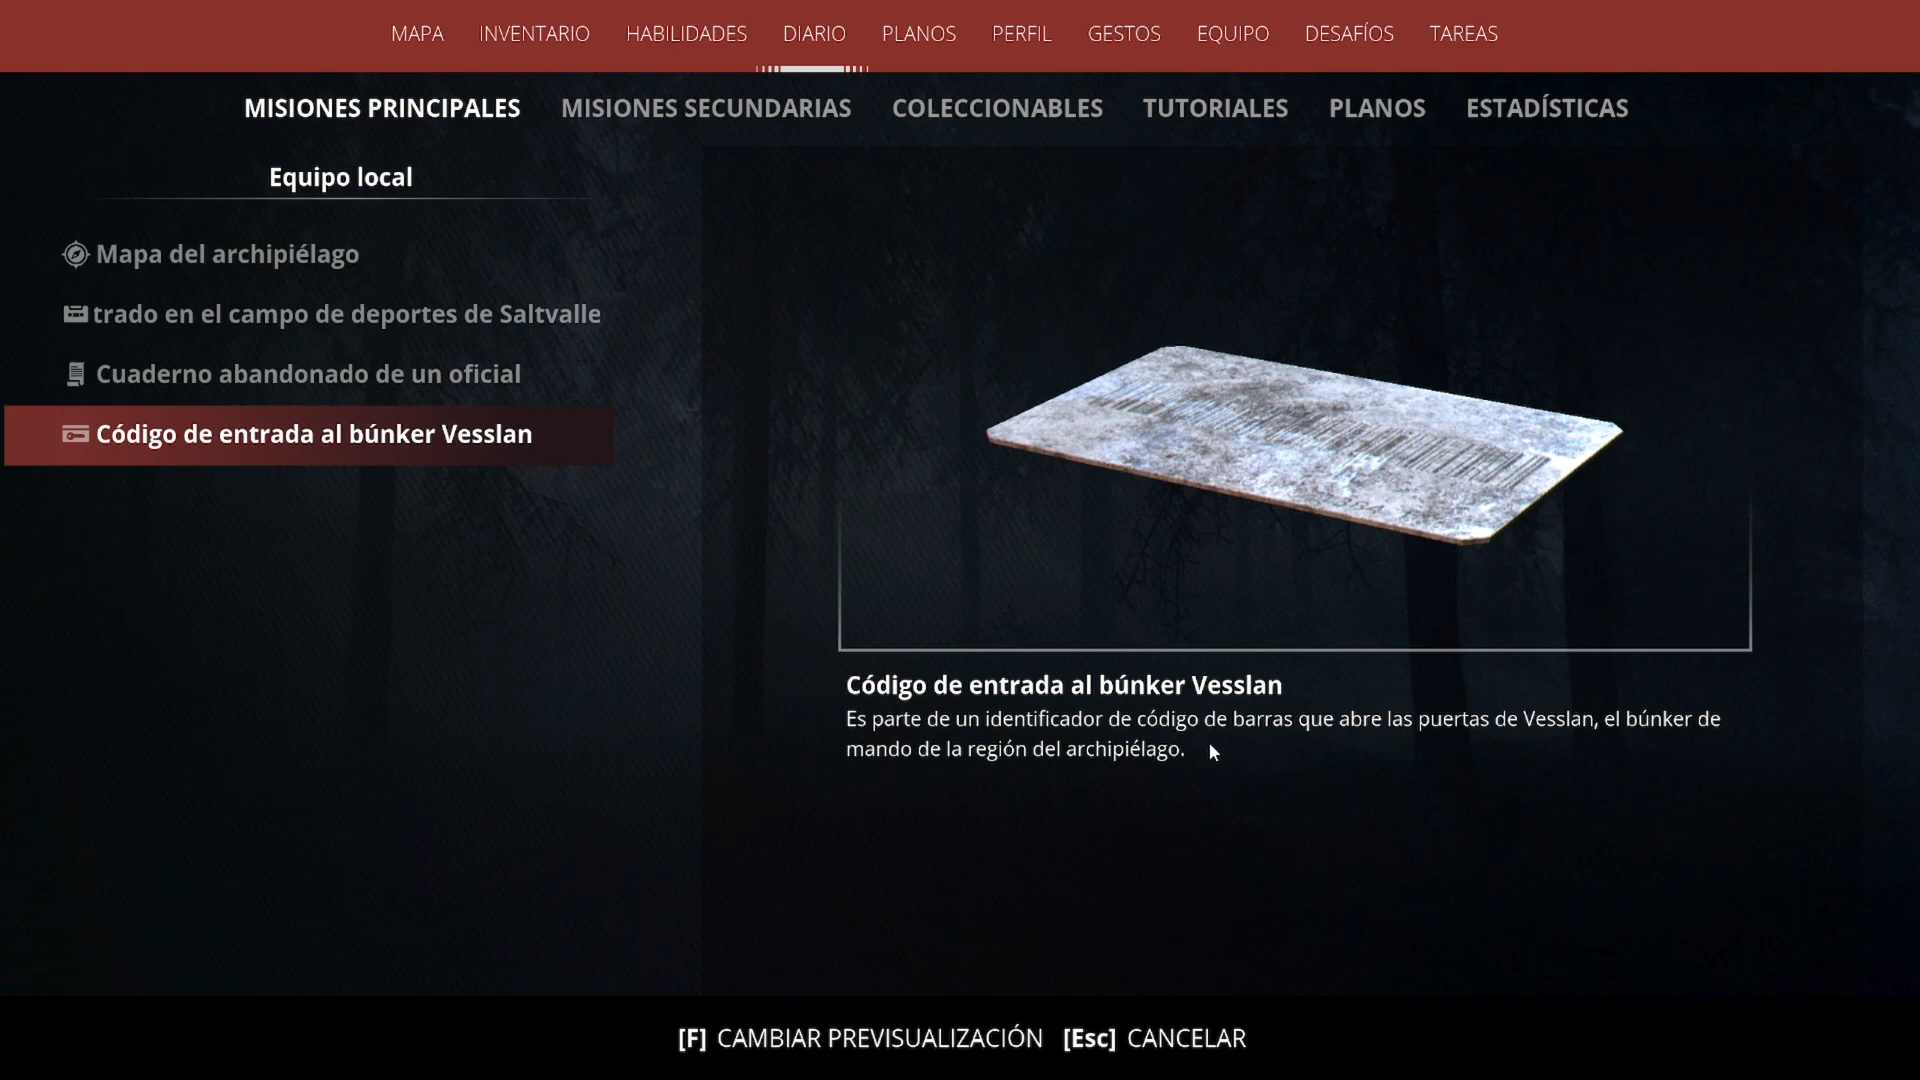 MAPA INVENTARIO HABILIDADES DIARIO PLANOS PERFIL GESTOS EQUIPO DESAFÍOS TAREAS
MISIONES PRINCIPALES MISIONES SECUNDARIAS COLECCIONABLES TUTORIALES PLANOS ESTADÍSTICAS
Equipo local
Mapa del archipiélago
trado en el campo de deportes de Saltvalle
Cuaderno abandonado de un oficial
Código de entrada al búnker Vesslan
Código de entrada al búnker Vesslan
Es parte de un identificador de código de barras que abre las puertas de Vesslan, el búnker de
mando de la región del archipiélago.
[F] CAMBIAR PREVISUALIZACIÓN [Esc] CANCELAR